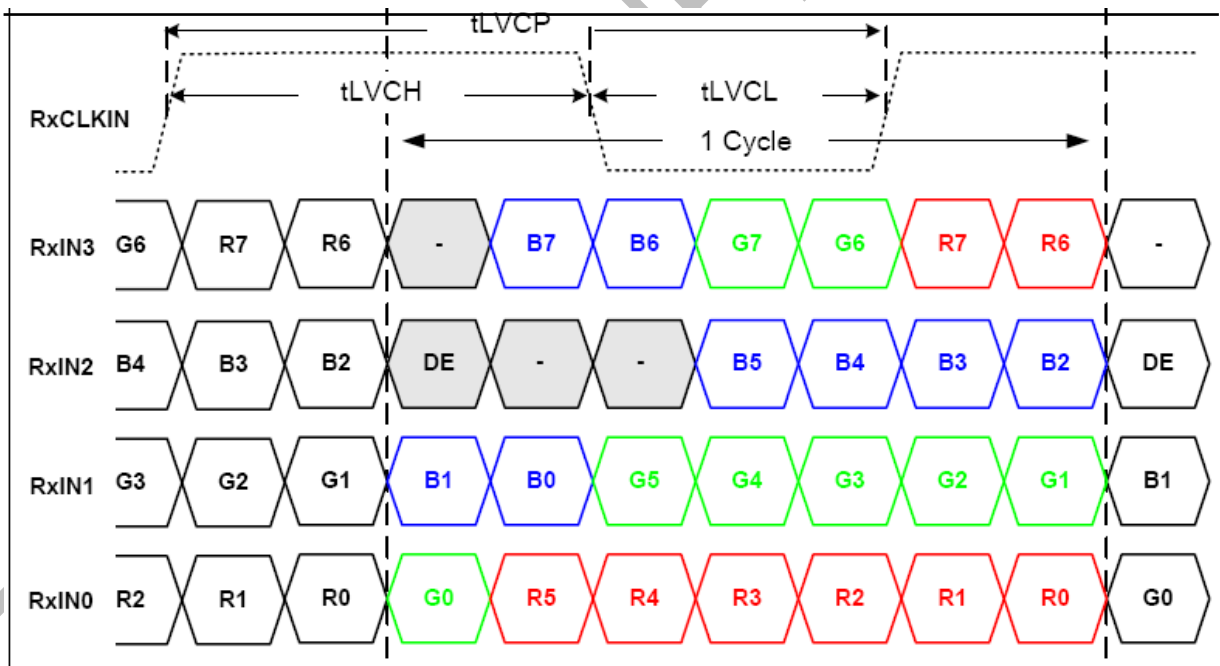 tLVCP
tLVCH tLVCL
RxCLKIN
1 Cycle
RxIN3 G6 R7 R6 - B7 B6 G7 G6 R7 R6 -
RxIN2 B4 B3 B2 DE - - B5 B4 B3 B2 DE
RxIN1 G3 G2 G1 B1 B0 G5 G4 G3 G2 G1 B1
RxIN0 R2 R1 R0 G0 R5 R4 R3 R2 R1 R0 G0